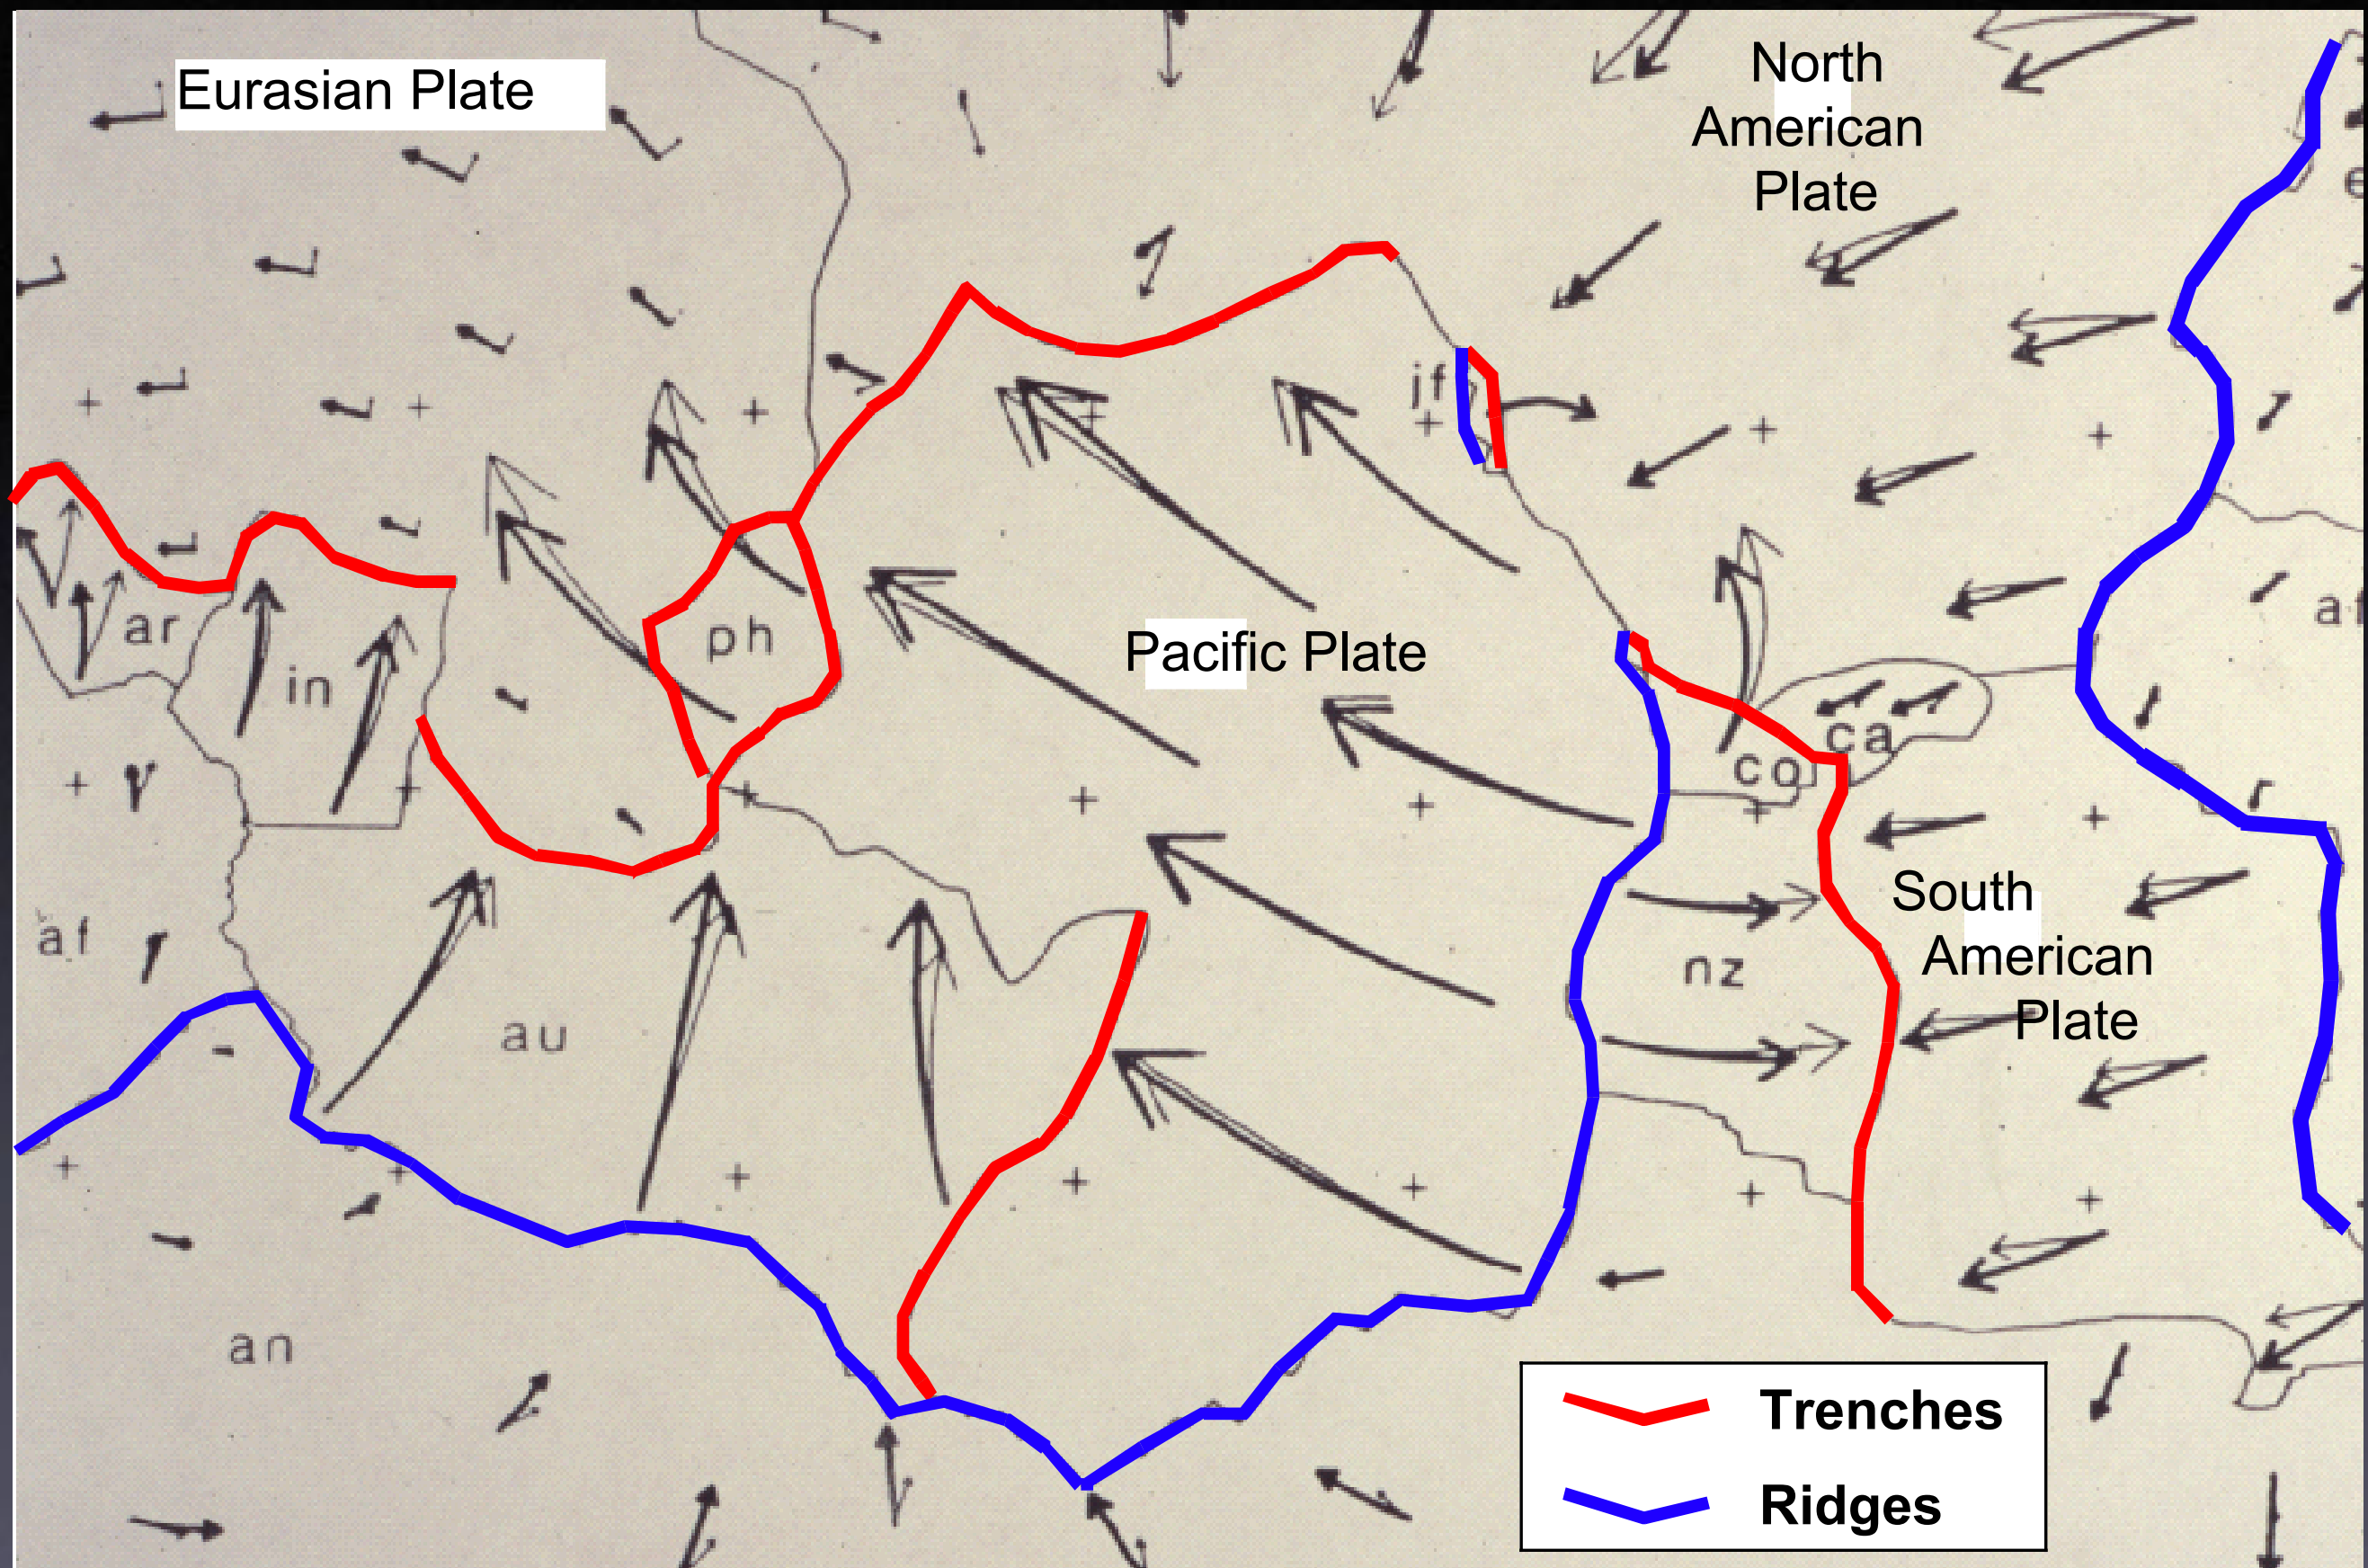 Eurasian Plate
North
American
Plate
jf
ar
in
ph
Pacific Plate
af
ca
co
af
South
American
Plate
nz
au
an
Trenches
Ridges